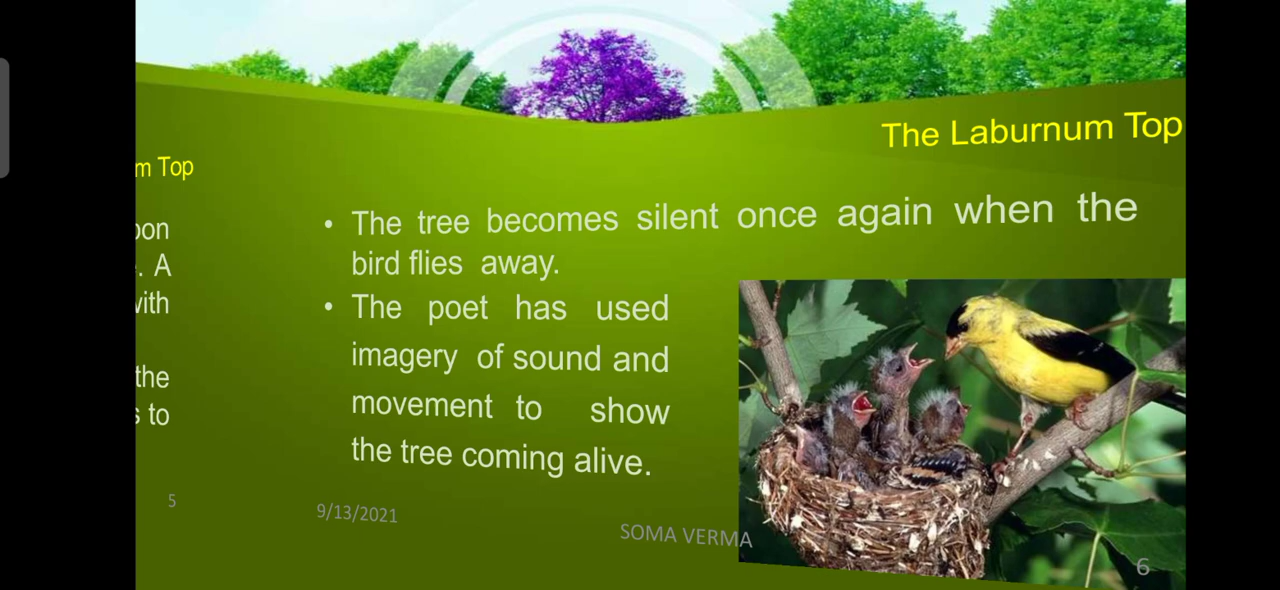 m Top
oon
. A
with
the
s to
5
The Laburnum Top
• The tree becomes silent once again when the
bird flies away.
• The poet has used
imagery of sound and
movement to show
the tree coming alive.
9/13/2021
SOMA VERMA
6